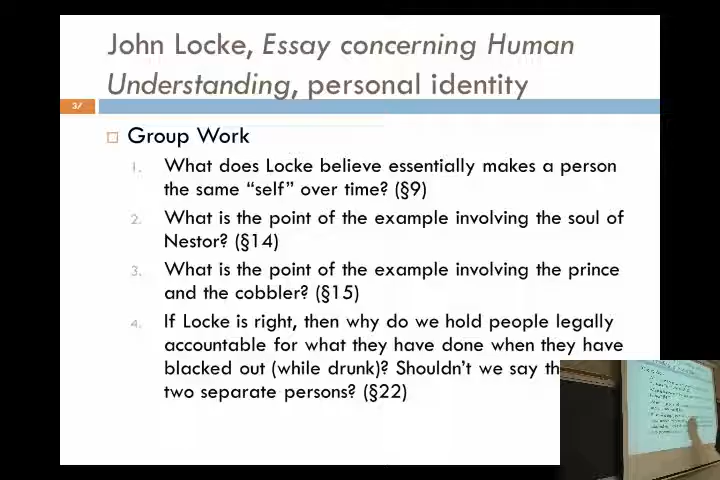 John Locke, Essay concerning Human
Understanding, personal identity
37
Group Work
1. What does Locke believe essentially makes a person
the same “self” over time? (§9)
2. What is the point of the example involving the soul of
Nestor? (§14)
3. What is the point of the example involving the prince
and the cobbler? (§15)
4. If Locke is right, then why do we hold people legally
accountable for what they have done when they have
blacked out (while drunk)? Shouldn’t we say
two separate persons? (§22)